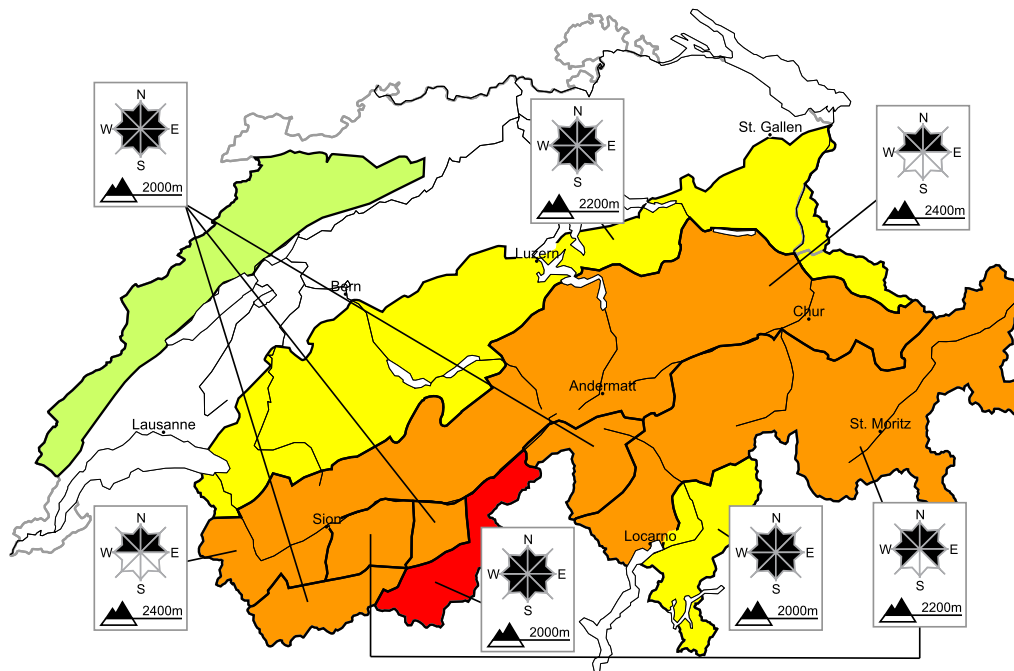 N
W E
S
2000m
N
W E
S
2200m
N
W E
S
2400m
St. Gallen
Luzern
Bern
Chur
Andermatt
Lausanne
St. Moritz
Sion
Locarno
N
W E
S
2400m
N
W E
S
2000m
N
W E
S
2000m
N
W E
S
2200m